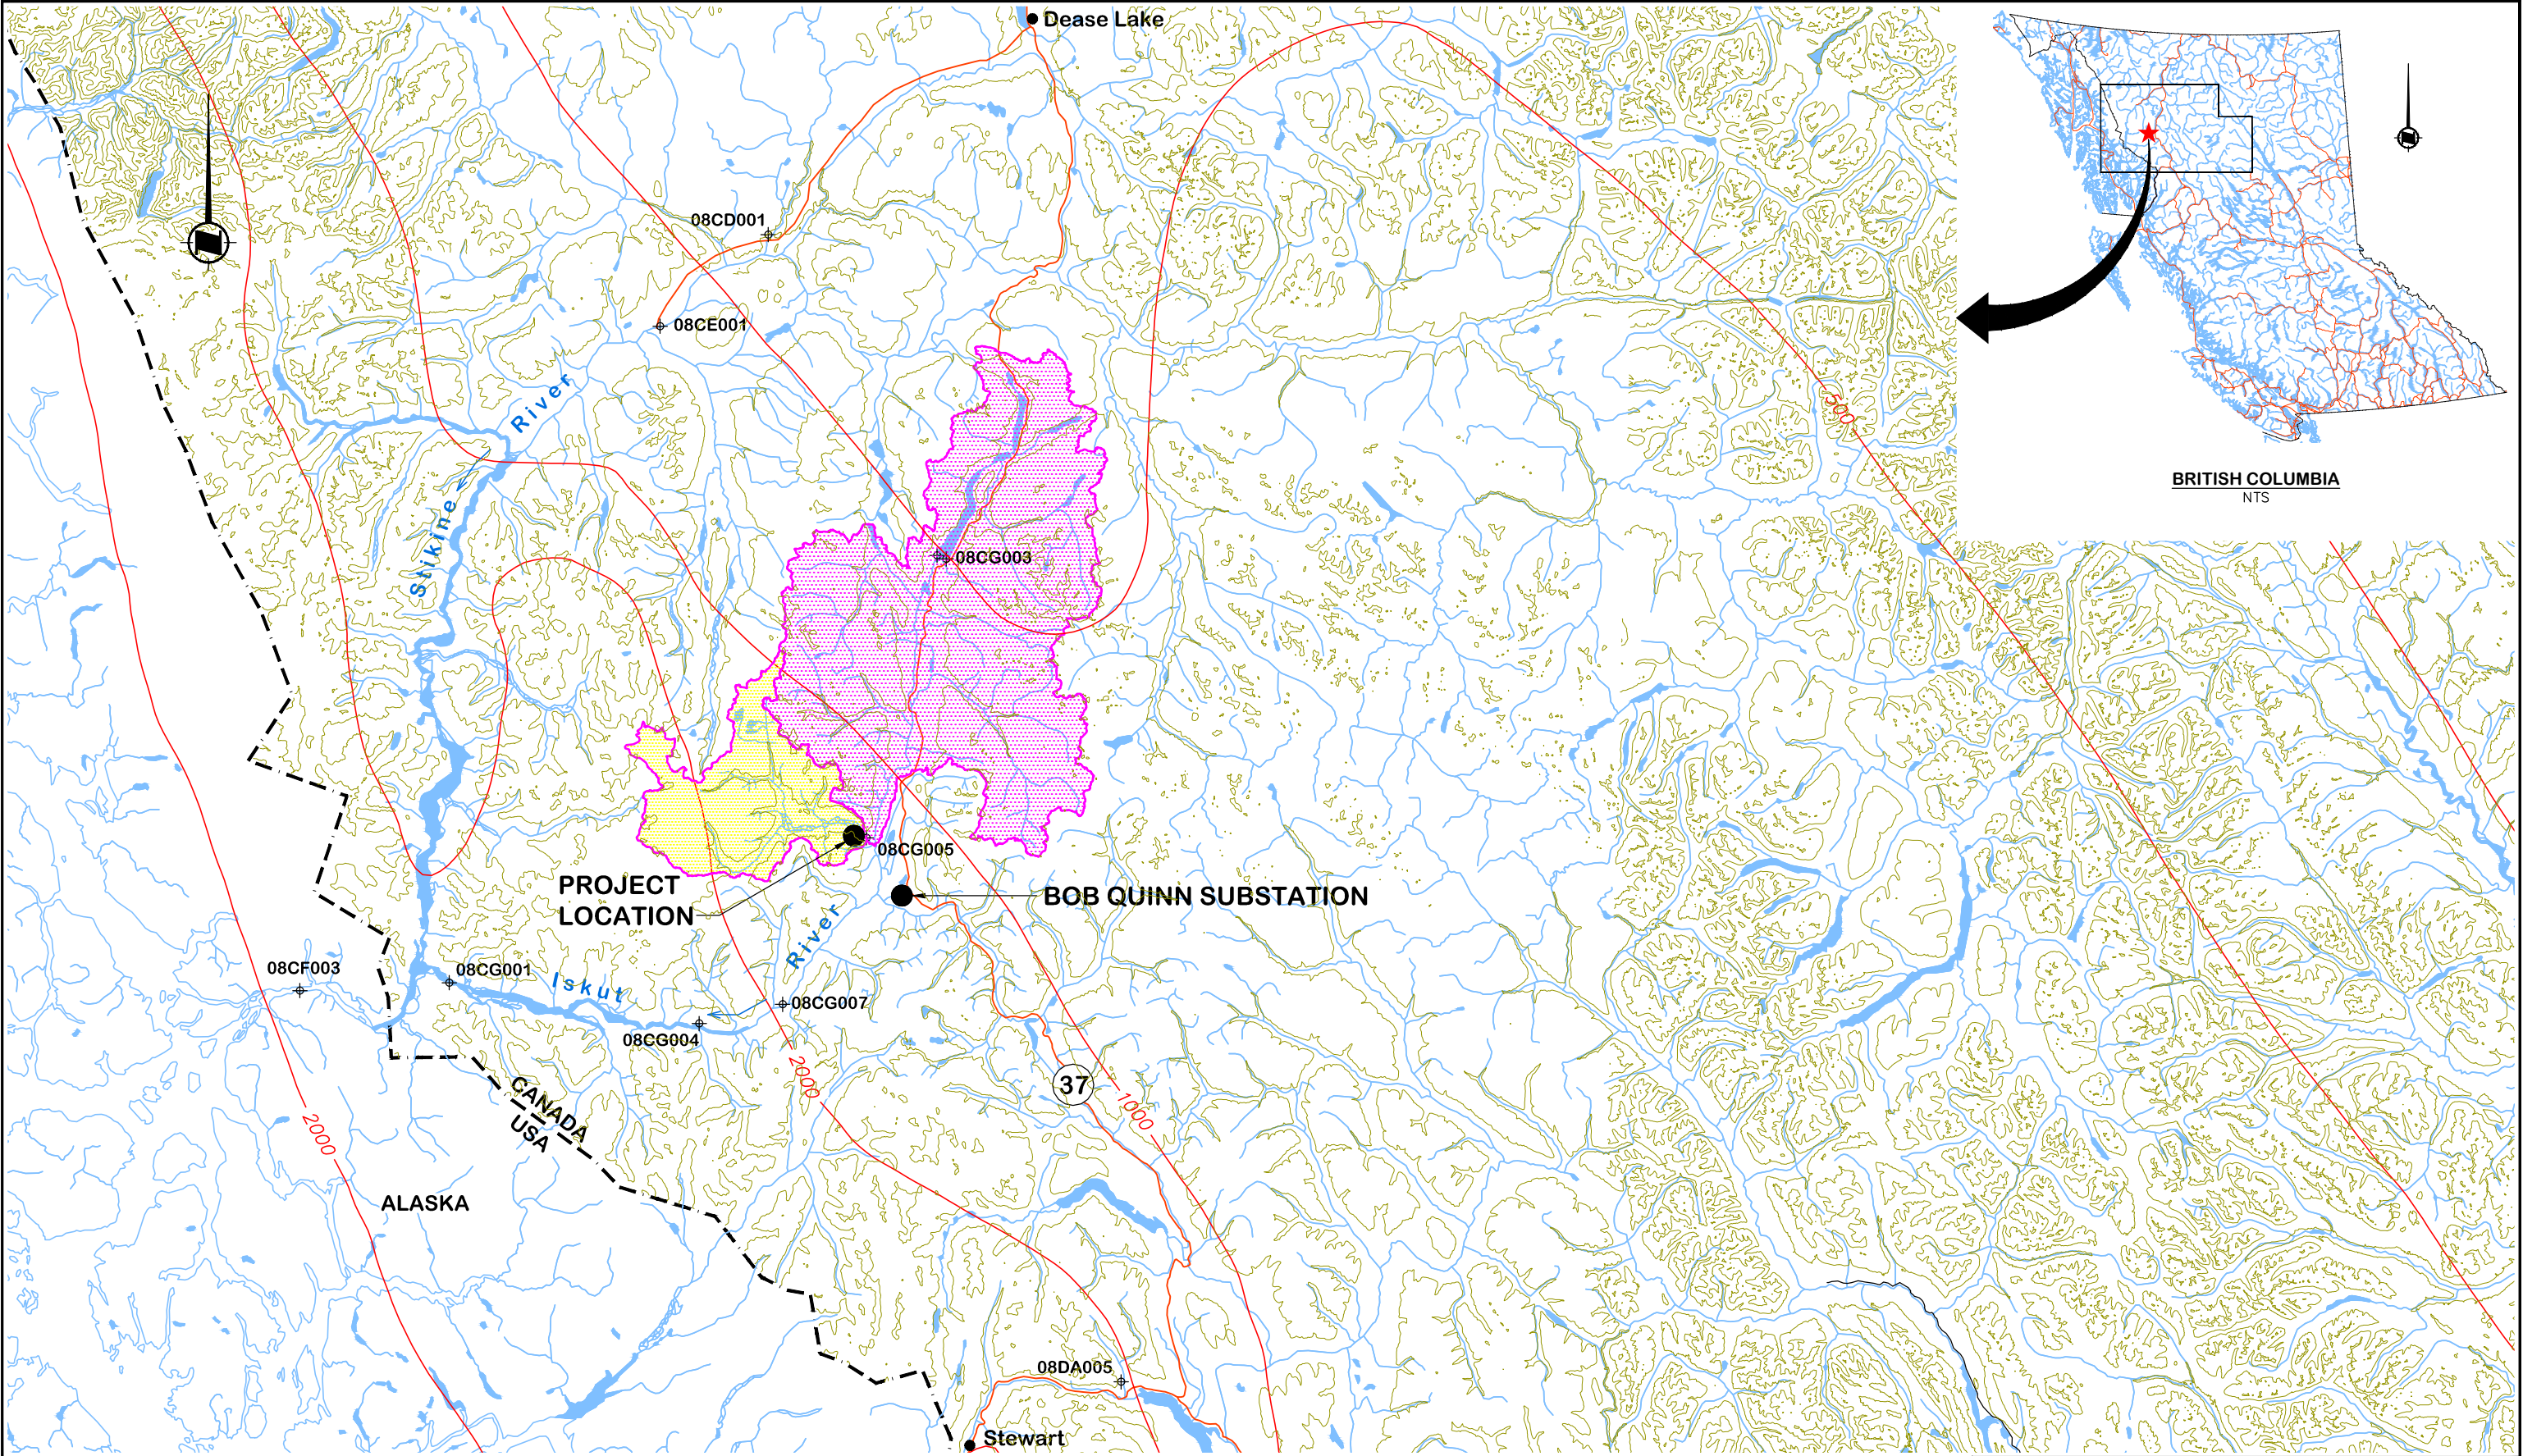 Dease Lake
08CD001
08CE001
River
500
BRITISH COLUMBIA
NTS
Stikine
08CG003
08CG005
PROJECT
LOCATION
BOB QUINN SUBSTATION
River
08CF003
08CG001
Iskut
08CG007
08CG004
2000
37
1000
CANADA
USA
2000
ALASKA
08DA005
Stewart